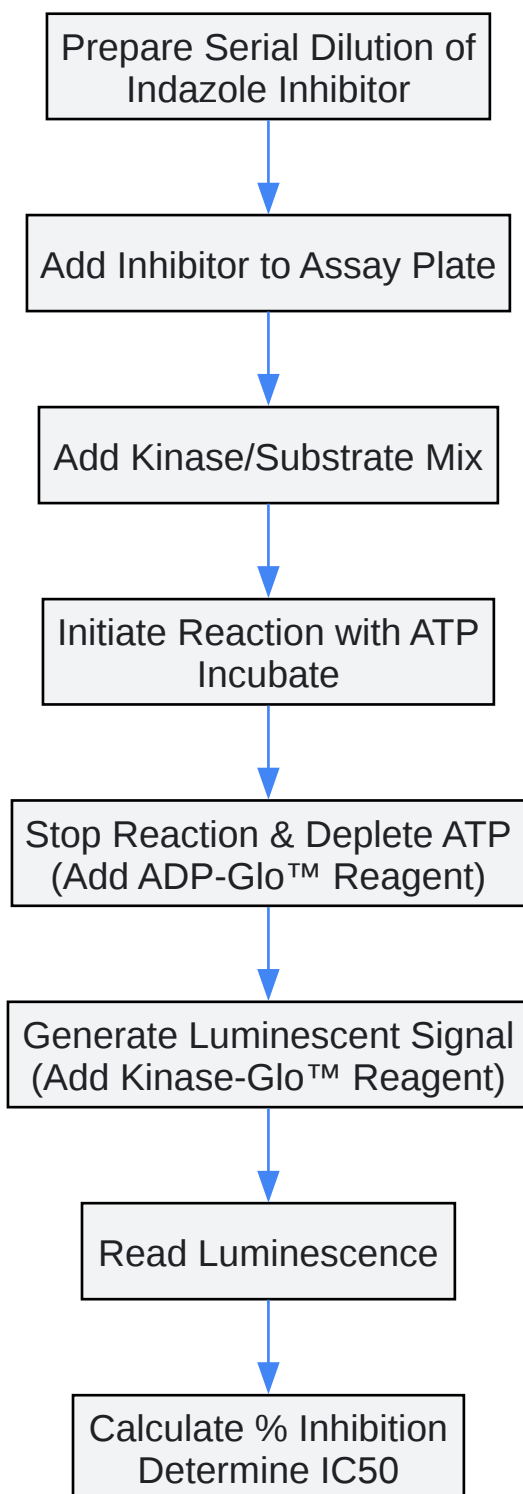 Prepare Serial Dilution of
Indazole Inhibitor
Add Inhibitor to Assay Plate
Add Kinase/Substrate Mix
Initiate Reaction with ATP
Incubate
Stop Reaction & Deplete ATP
(Add ADP-Glo™ Reagent)
Generate Luminescent Signal
(Add Kinase-Glo™ Reagent)
Read Luminescence
Calculate % Inhibition
Determine IC50